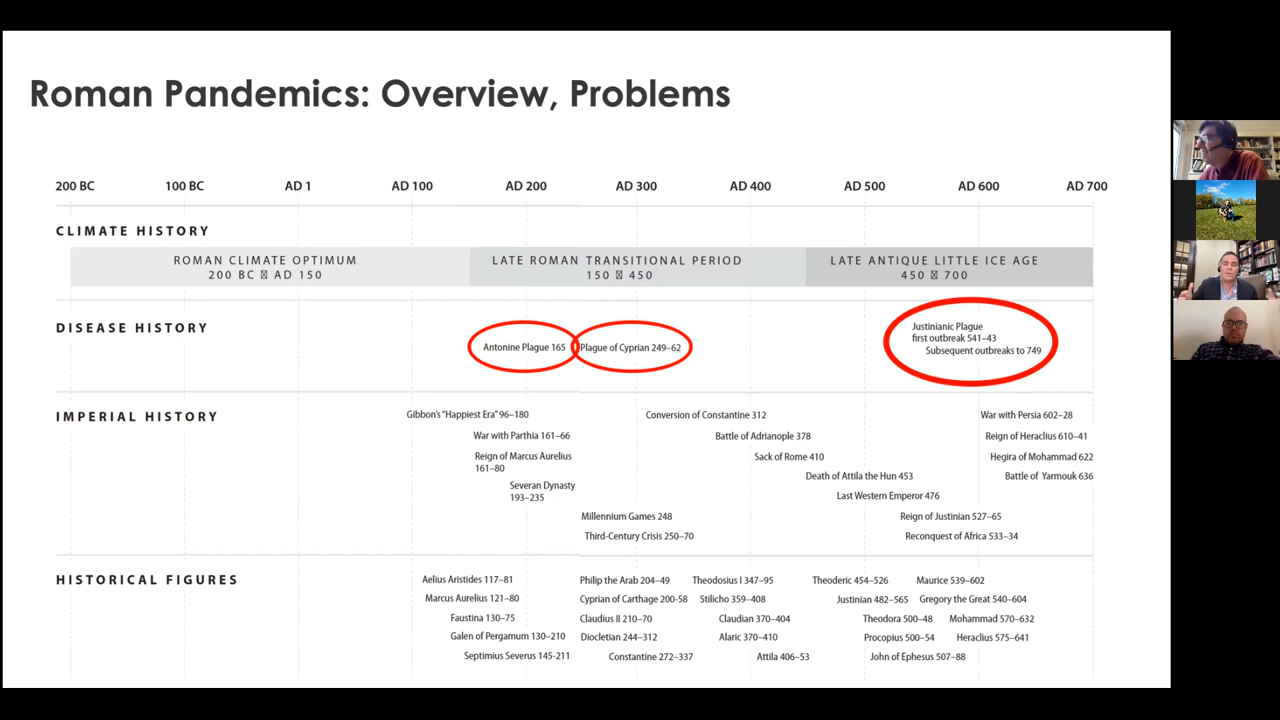 Roman Pandemics: Overview, Problems
200 BC 100 BC AD 1 AD 100 AD 200 AD 300 AD 400 AD 500 AD 600 AD 700
CLIMATE HISTORY
ROMAN CLIMATE OPTIMUM
200 BC  AD 150
LATE ROMAN TRANSITIONAL PERIOD
150  450
LATE ANTIQUE LITTLE ICE AGE
450  700
DISEASE HISTORY
Antonine Plague 165
Plague of Cyprian 249–62
Justinianic Plague
first outbreak 541–43
Subsequent outbreaks to 749
IMPERIAL HISTORY
Gibbon's "Happiest Era" 96–180
War with Parthia 161–66
Reign of Marcus Aurelius
161–80
Severan Dynasty
193–235
Millennium Games 248
Third-Century Crisis 250–70
Conversion of Constantine 312
Battle of Adrianople 378
Sack of Rome 410
Death of Attila the Hun 453
Last Western Emperor 476
Reign of Justinian 527–65
Reconquest of Africa 533–34
War with Persia 602–28
Reign of Heraclius 610–41
Hegira of Mohammad 622
Battle of Yarmouk 636
HISTORICAL FIGURES
Aelius Aristides 117–81
Marcus Aurelius 121–80
Faustina 130–75
Galen of Pergamum 130–210
Septimius Severus 145-211
Philip the Arab 204–49
Cyprian of Carthage 200-58
Claudius II 210–70
Diocletian 244–312
Constantine 272–337
Theodosius I 347–95
Stilicho 359–408
Claudian 370–404
Alaric 370–410
Attila 406–53
Theoderic 454–526
Justinian 482–565
Theodora 500–48
Procopius 500–54
John of Ephesus 507–88
Maurice 539–602
Gregory the Great 540–604
Mohammad 570–632
Heraclius 575–641